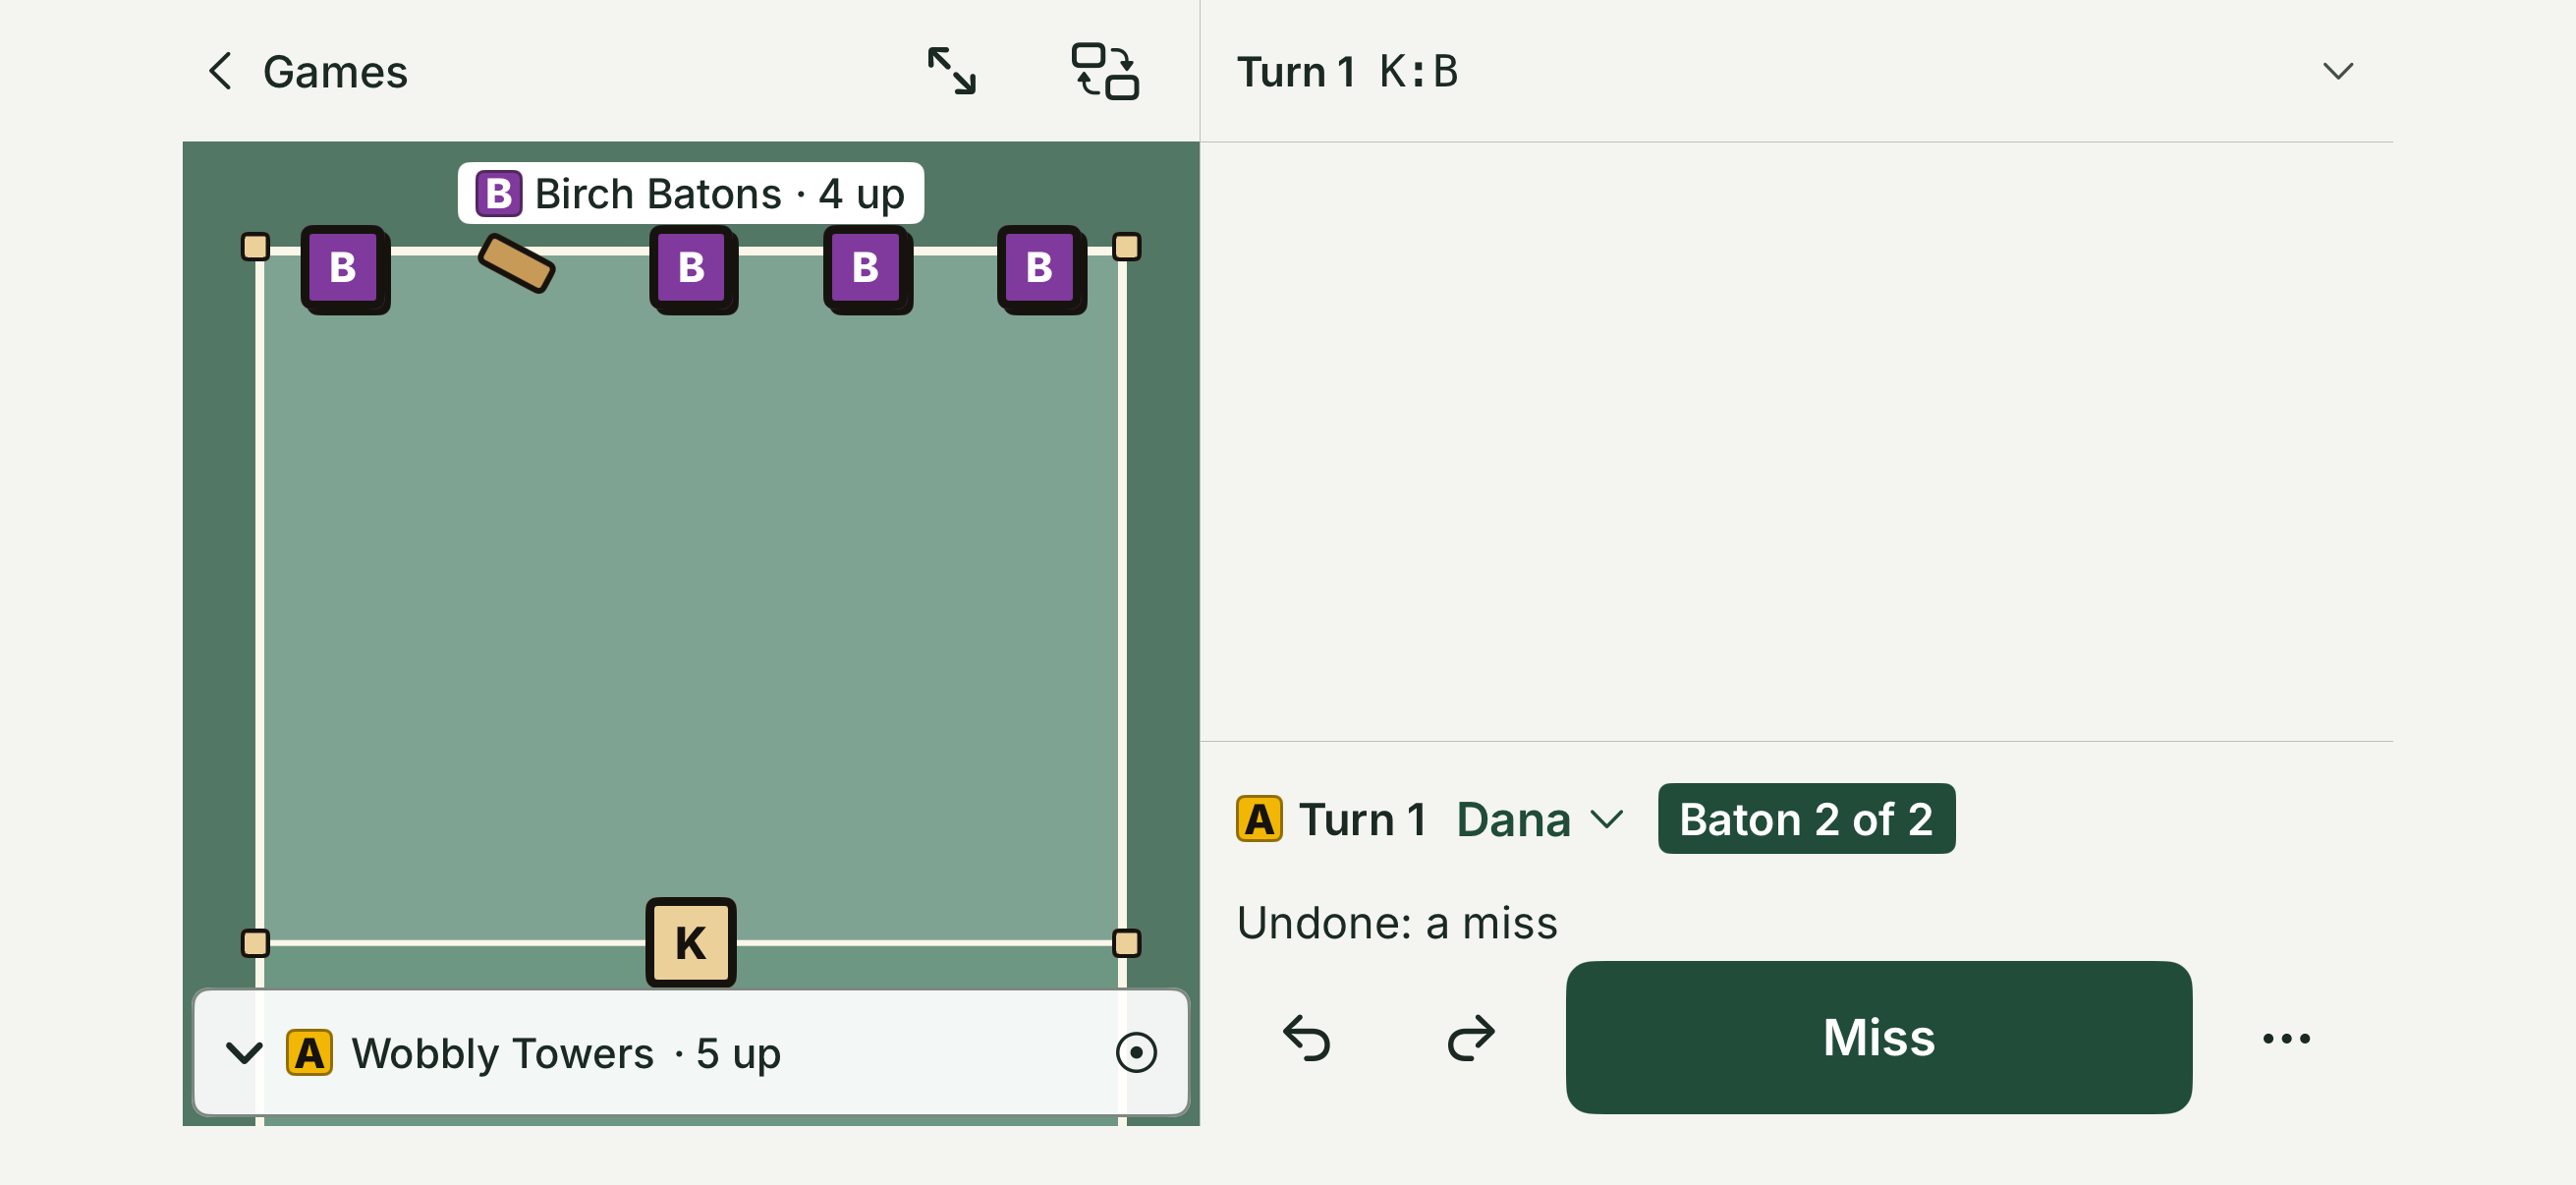 Games
Turn 1 K:B
B Birch Batons · 4 up
B B B B
K
A Wobbly Towers · 5 up
A Turn 1 Dana Baton 2 of 2
Undone: a miss
Miss